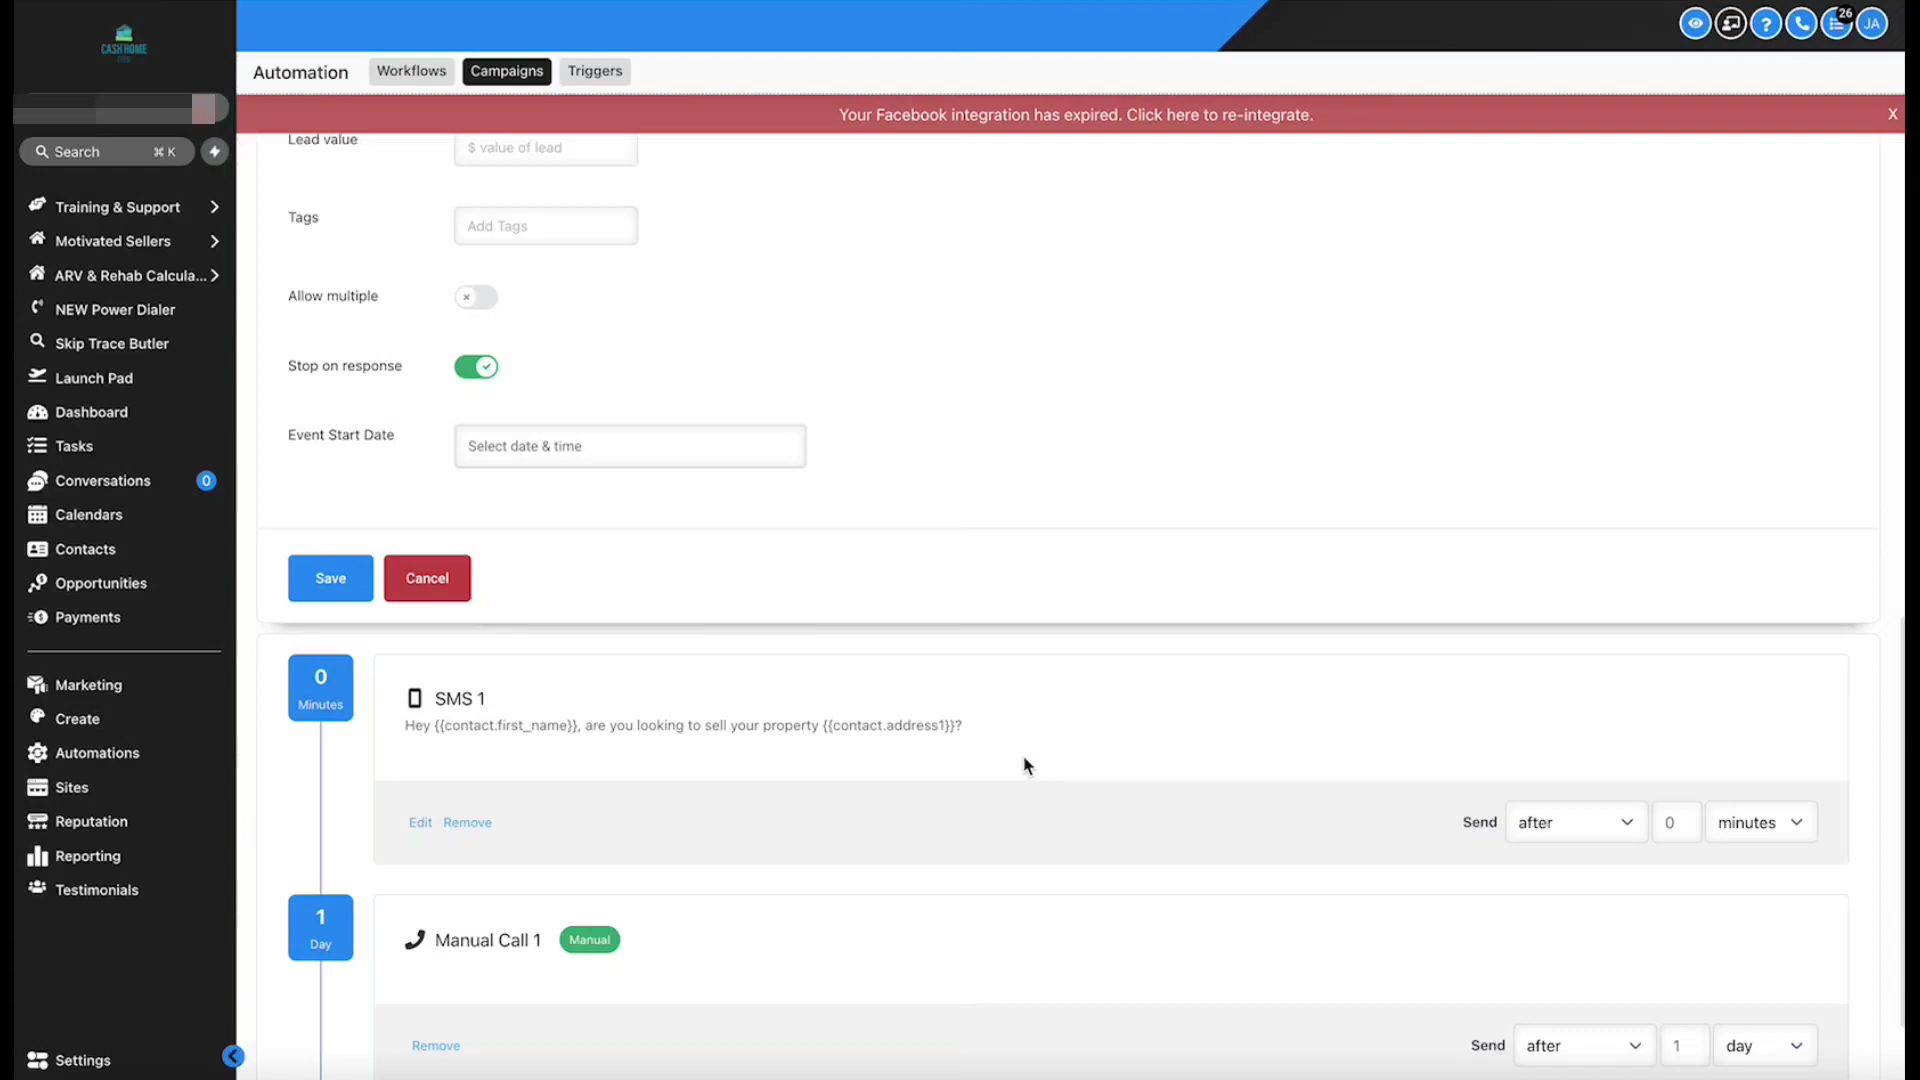 CASH HOME
26
JA
Automation
Workflows
Campaigns
Triggers
Your Facebook integration has expired. Click here to re-integrate.
X
Search
⌘ K
Training & Support
Motivated Sellers
ARV & Rehab Calcula...
NEW Power Dialer
Skip Trace Butler
Launch Pad
Dashboard
Tasks
Conversations
0
Calendars
Contacts
Opportunities
Payments
Marketing
Create
Automations
Sites
Reputation
Reporting
Testimonials
Settings
Lead value
$ value of lead
Tags
Add Tags
Allow multiple
Stop on response
Event Start Date
Select date & time
Save
Cancel
0
Minutes
SMS 1
Hey {{contact.first_name}}, are you looking to sell your property {{contact.address1}}?
Edit Remove
Send
after
0
minutes
1
Day
Manual Call 1
Manual
Remove
Send
after
1
day